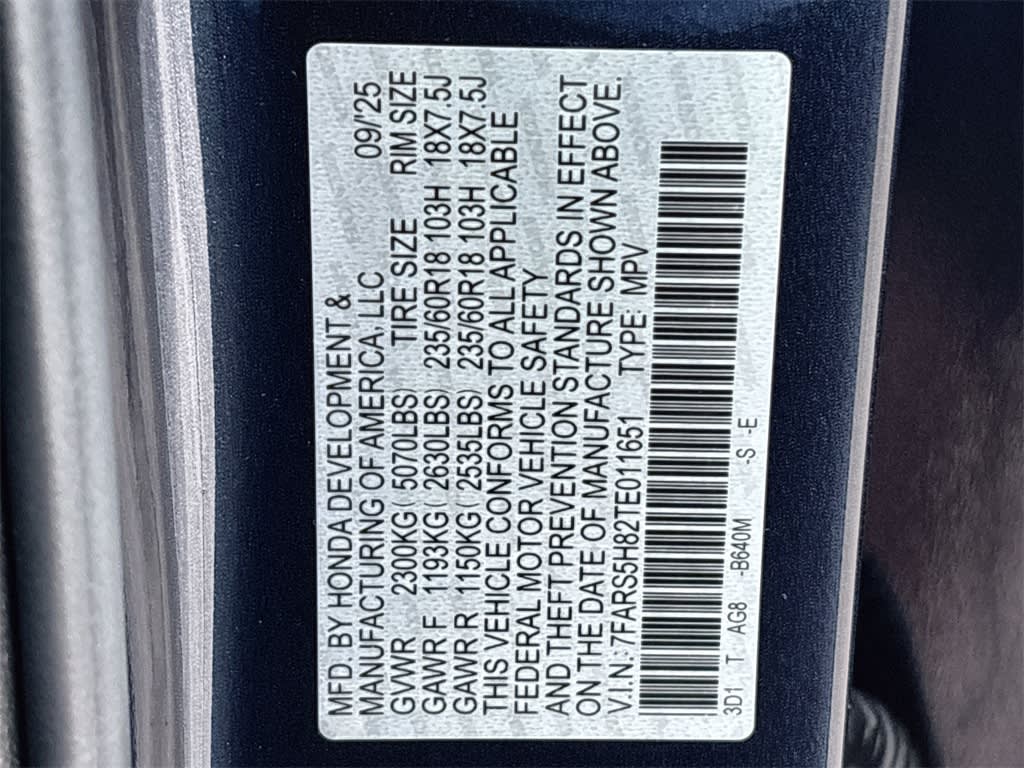 MFD. BY HONDA DEVELOPMENT &
MANUFACTURING OF AMERICA, LLC 09/'25
GVWR 2300KG ( 5070LBS) TIRE SIZE RIM SIZE
GAWR F 1193KG ( 2630LBS) 235/60R18 103H 18X7.5J
GAWR R 1150KG ( 2535LBS) 235/60R18 103H 18X7.5J
THIS VEHICLE CONFORMS TO ALL APPLICABLE
FEDERAL MOTOR VEHICLE SAFETY
AND THEFT PREVENTION STANDARDS IN EFFECT
ON THE DATE OF MANUFACTURE SHOWN ABOVE.
V.I.N.:7FARS5H82TE011651 TYPE: MPV
3D1 T AG8 -B640M -S -E